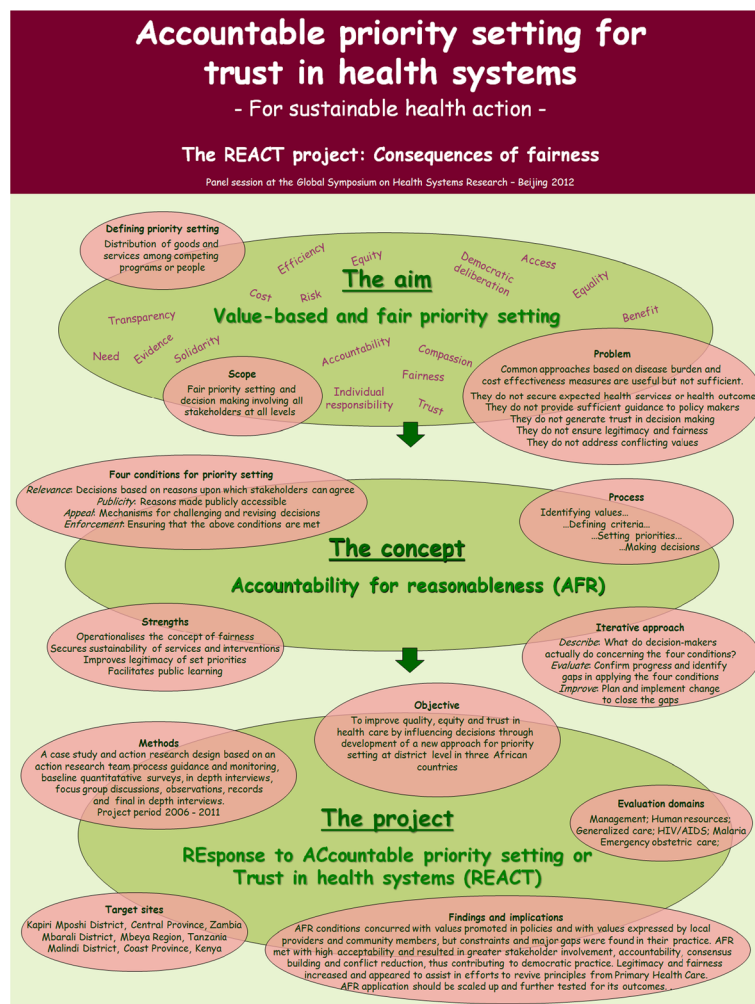 Accountable priority setting for
trust in health systems
- For sustainable health action -
The REACT project: Consequences of fairness
Panel session at the Global Symposium on Health Systems Research – Beijing 2012
Defining priority setting
Distribution of goods and
services among competing
programs or people
Efficiency
Equity
Democratic
deliberation
Access
Equality
Benefit
The aim
Cost
Risk
Value-based and fair priority setting
Transparency
Need
Evidence
Solidarity
Accountability
Compassion
Fairness
Individual
responsibility
Trust
Scope
Fair priority setting and
decision making involving all
stakeholders at all levels
Problem
Common approaches based on disease burden and
cost effectiveness measures are useful but not sufficient.
They do not secure expected health services or health outcome
They do not provide sufficient guidance to policy makers
They do not generate trust in decision making
They do not ensure legitimacy and fairness
They do not address conflicting values
Four conditions for priority setting
Relevance: Decisions based on reasons upon which stakeholders can agree
Publicity: Reasons made publicly accessible
Appeal: Mechanisms for challenging and revising decisions
Enforcement: Ensuring that the above conditions are met
Process
Identifying values...
...Defining criteria...
...Setting priorities...
...Making decisions
The concept
Accountability for reasonableness (AFR)
Strengths
Operationalises the concept of fairness
Secures sustainability of services and interventions
Improves legitimacy of set priorities
Facilitates public learning
Iterative approach
Describe: What do decision-makers
actually do concerning the four conditions?
Evaluate: Confirm progress and identify
gaps in applying the four conditions
Improve: Plan and implement change
to close the gaps
Objective
To improve quality, equity and trust in
health care by influencing decisions through
development of a new approach for priority
setting at district level in three African
countries
Methods
A case study and action research design based on an
action research team process guidance and monitoring,
baseline quantitatative surveys, in depth interviews,
focus group discussions, observations, records
and final in depth interviews.
Project period 2006 - 2011
Evaluation domains
Management; Human resources;
Generalized care; HIV/AIDS; Malaria
Emergency obstetric care;
The project
REsponse to ACcountable priority setting or
Trust in health systems (REACT)
Target sites
Kapiri Mposhi District, Central Province, Zambia
Mbarali District, Mbeya Region, Tanzania
Malindi District, Coast Province, Kenya
Findings and implications
AFR conditions concurred with values promoted in policies and with values expressed by local
providers and community members, but constraints and major gaps were found in their practice. AFR
met with high acceptability and resulted in greater stakeholder involvement, accountability, consensus
building and conflict reduction, thus contributing to democratic practice. Legitimacy and fairness
increased and appeared to assist in efforts to revive principles from Primary Health Care.
AFR application should be scaled up and further tested for its outcomes.